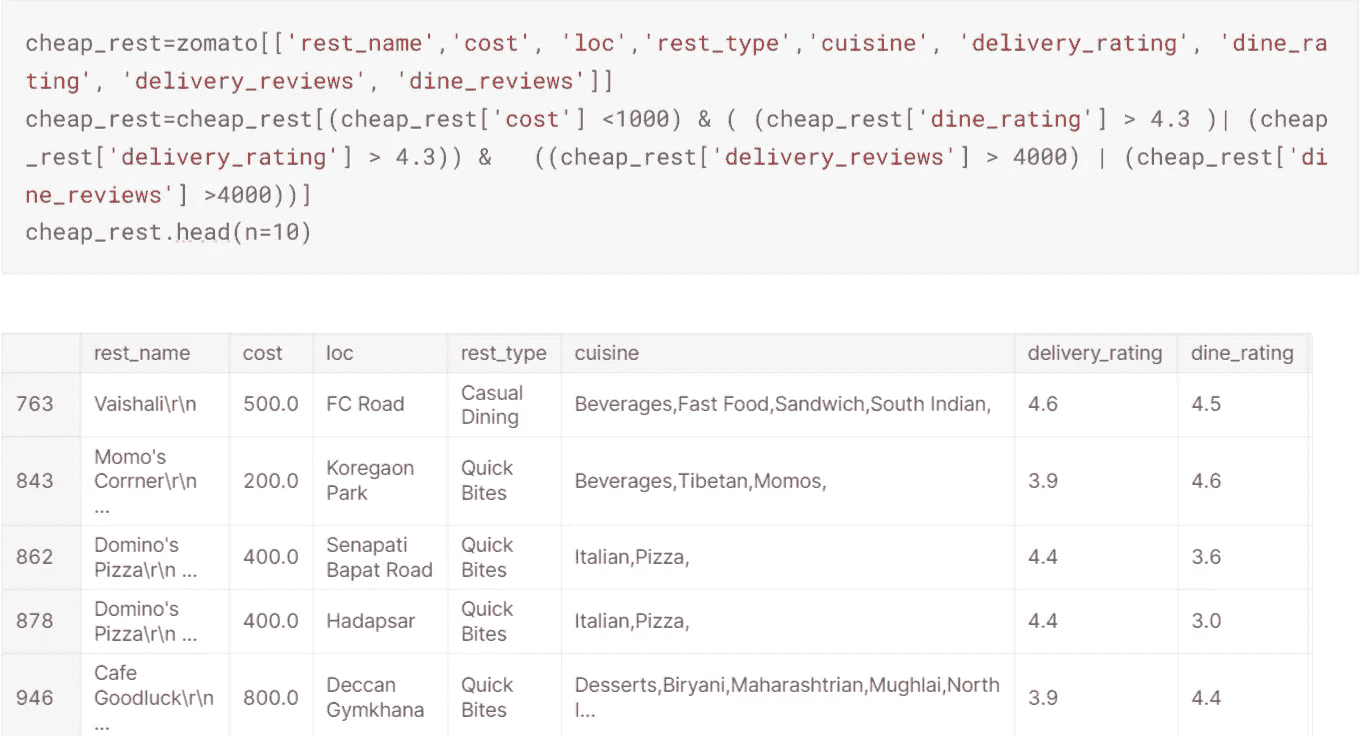 cheap_rest=zomato[['rest_name','cost', 'loc','rest_type','cuisine', 'delivery_rating', 'dine_ra
ting', 'delivery_reviews', 'dine_reviews']]
cheap_rest=cheap_rest[(cheap_rest['cost'] <1000) & ( (cheap_rest['dine_rating'] > 4.3 )| (cheap
_rest['delivery_rating'] > 4.3)) &   ((cheap_rest['delivery_reviews'] > 4000) | (cheap_rest['di
ne_reviews'] >4000))]
cheap_rest.head(n=10)
rest_name cost loc rest_type cuisine delivery_rating dine_rating
763 Vaishali\r\n 500.0 FC Road Casual Dining Beverages,Fast Food,Sandwich,South Indian, 4.6 4.5
843 Momo's Corrner\r\n ... 200.0 Koregaon Park Quick Bites Beverages,Tibetan,Momos, 3.9 4.6
862 Domino's Pizza\r\n ... 400.0 Senapati Bapat Road Quick Bites Italian,Pizza, 4.4 3.6
878 Domino's Pizza\r\n ... 400.0 Hadapsar Quick Bites Italian,Pizza, 4.4 3.0
946 Cafe Goodluck\r\n ... 800.0 Deccan Gymkhana Quick Bites Desserts,Biryani,Maharashtrian,Mughlai,North I... 3.9 4.4